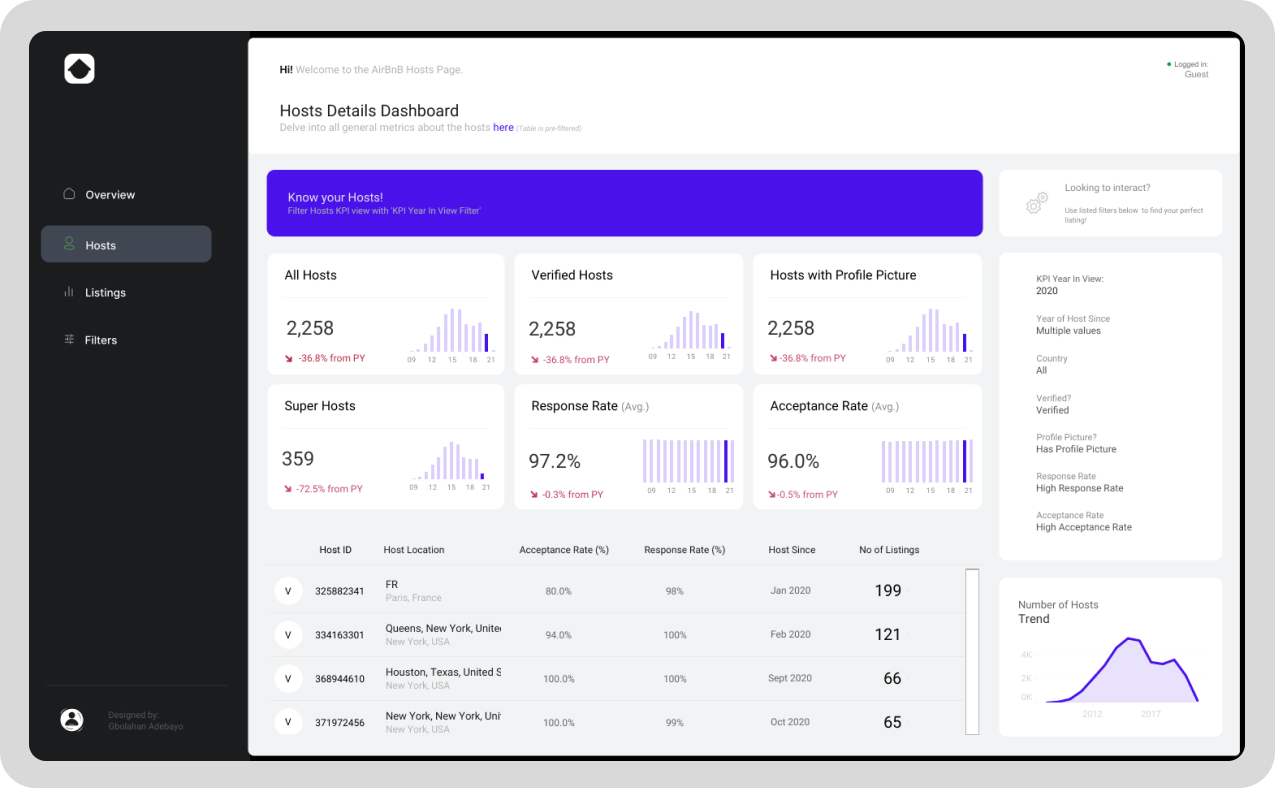 Hi! Welcome to the AirBnB Hosts Page.
Logged in:
Guest
Hosts Details Dashboard
Delve into all general metrics about the hosts here (Table is pre-filtered)
Overview
Hosts
Listings
Filters
Designed by:
Gbolahan Adebayo
Know your Hosts!
Filter Hosts KPI view with 'KPI Year In View Filter'
Looking to interact?
Use listed filters below to find your perfect
listing!
All Hosts
2,258
-36.8% from PY
09 12 15 18 21
Verified Hosts
2,258
-36.8% from PY
09 12 15 18 21
Hosts with Profile Picture
2,258
-36.8% from PY
09 12 15 18 21
Super Hosts
359
-72.5% from PY
09 12 15 18 21
Response Rate (Avg.)
97.2%
-0.3% from PY
09 12 15 18 21
Acceptance Rate (Avg.)
96.0%
-0.5% from PY
09 12 15 18 21
KPI Year In View:
2020
Year of Host Since
Multiple values
Country
All
Verified?
Verified
Profile Picture?
Has Profile Picture
Response Rate
High Response Rate
Acceptance Rate
High Acceptance Rate
Host ID Host Location Acceptance Rate (%) Response Rate (%) Host Since No of Listings
V 325882341 FR 80.0% 98% Jan 2020 199
Paris, France
V 334163301 Queens, New York, Unite 94.0% 100% Feb 2020 121
New York, USA
V 368944610 Houston, Texas, United S 100.0% 100% Sept 2020 66
New York, USA
V 371972456 New York, New York, Uni 100.0% 99% Oct 2020 65
New York, USA
Number of Hosts
Trend
4K
2K
0K
2012 2017